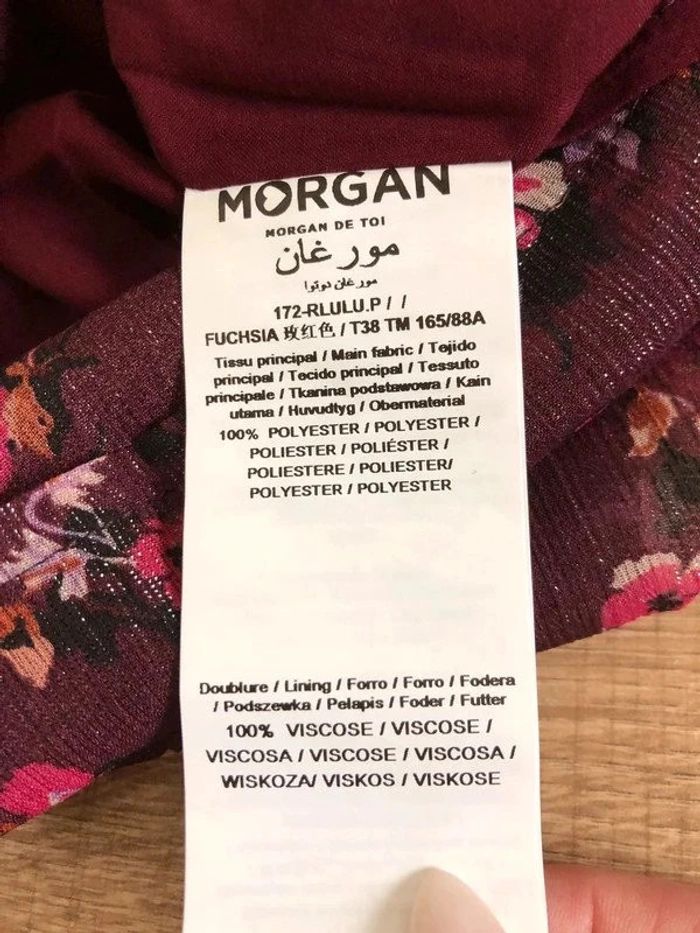 MORGAN
MORGAN DE TOI
مورغان
مورغان دوتوا
172-RLULU.P / /
FUCHSIA 玫红色 / T38 TM 165/88A
Tissu principal / Main fabric / Tejido
principal / Tecido principal / Tessuto
principale / Tkanina podstawowa / Kain
utama / Huvudtyg / Obermaterial
100% POLYESTER / POLYESTER /
POLIESTER / POLIÉSTER /
POLIESTERE / POLIESTER/
POLYESTER / POLYESTER
Doublure / Lining / Forro / Forro / Fodera
/ Podszewka / Pelapis / Foder / Futter
100% VISCOSE / VISCOSE /
VISCOSA / VISCOSE / VISCOSA /
WISKOZA/ VISKOS / VISKOSE